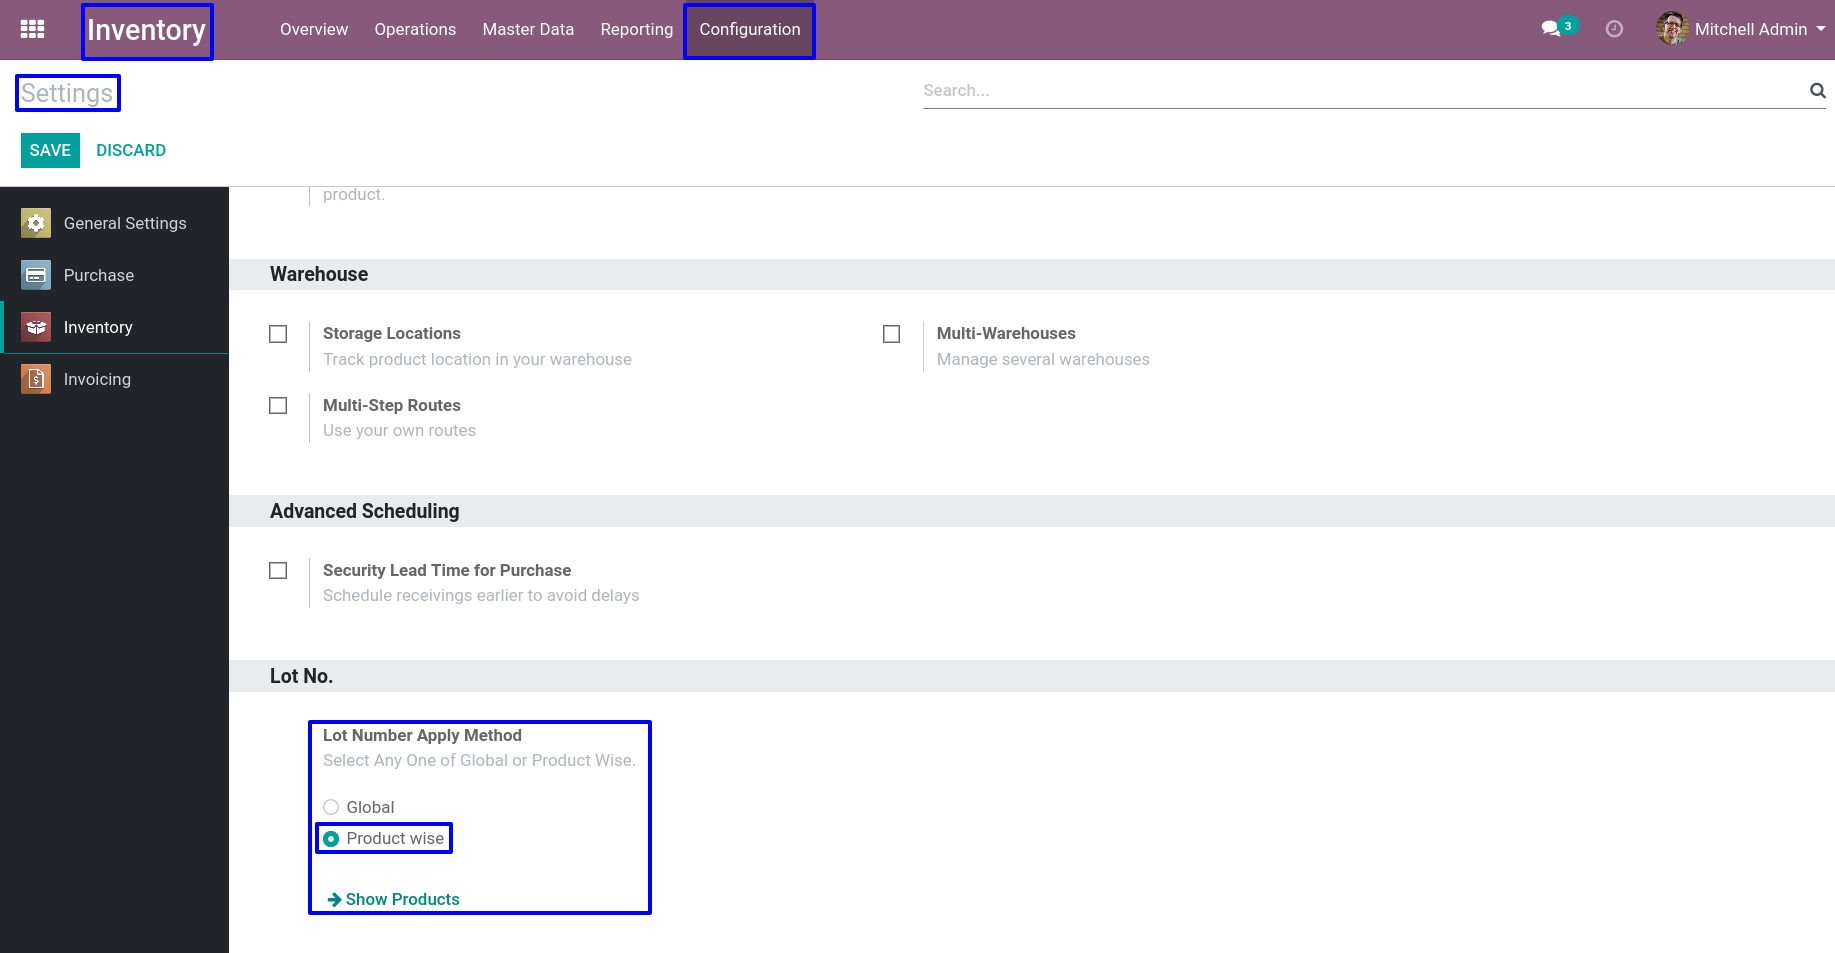 Inventory
Overview
Operations
Master Data
Reporting
Configuration
3
Mitchell Admin
Settings
Search...
SAVE
DISCARD
General Settings
Purchase
Inventory
Invoicing
product.
Warehouse
Storage Locations
Track product location in your warehouse
Multi-Warehouses
Manage several warehouses
Multi-Step Routes
Use your own routes
Advanced Scheduling
Security Lead Time for Purchase
Schedule receivings earlier to avoid delays
Lot No.
Lot Number Apply Method
Select Any One of Global or Product Wise.
Global
Product wise
Show Products